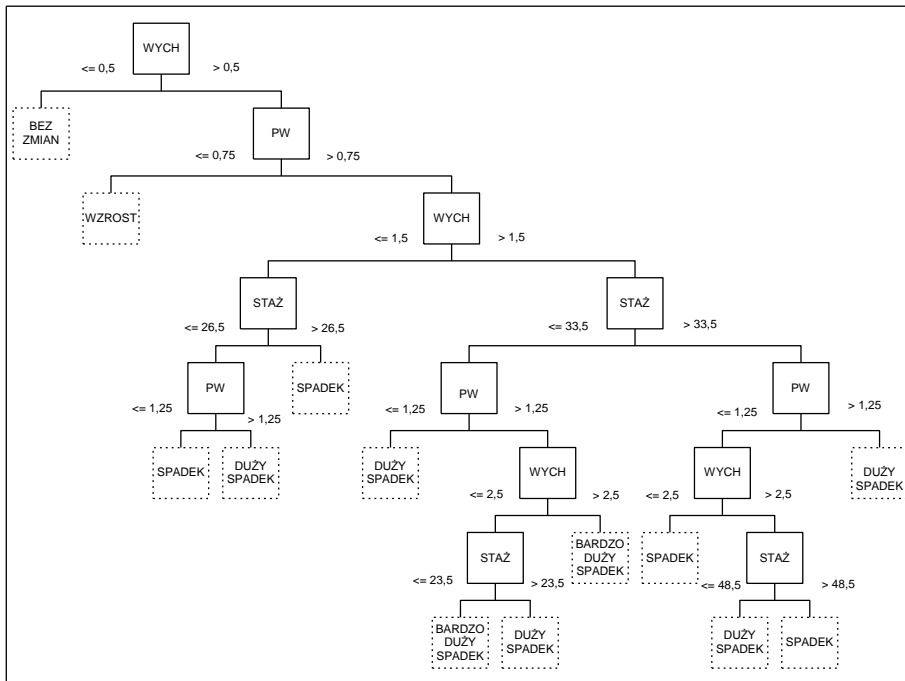 WYCH
<= 0,5
> 0,5
BEZ
ZMIAN
PW
<= 0,75
> 0,75
WZROST
WYCH
<= 1,5
> 1,5
STAŻ
STAŻ
<= 26,5
> 26,5
<= 33,5
> 33,5
PW
SPADEK
PW
PW
<= 1,25
> 1,25
<= 1,25
> 1,25
<= 1,25
> 1,25
SPADEK
DUŻY
SPADEK
DUŻY
SPADEK
WYCH
WYCH
DUŻY
SPADEK
<= 2,5
> 2,5
<= 2,5
> 2,5
STAŻ
BARDZO
DUŻY
SPADEK
SPADEK
STAŻ
<= 23,5
> 23,5
<= 48,5
> 48,5
BARDZO
DUŻY
SPADEK
DUŻY
SPADEK
DUŻY
SPADEK
SPADEK